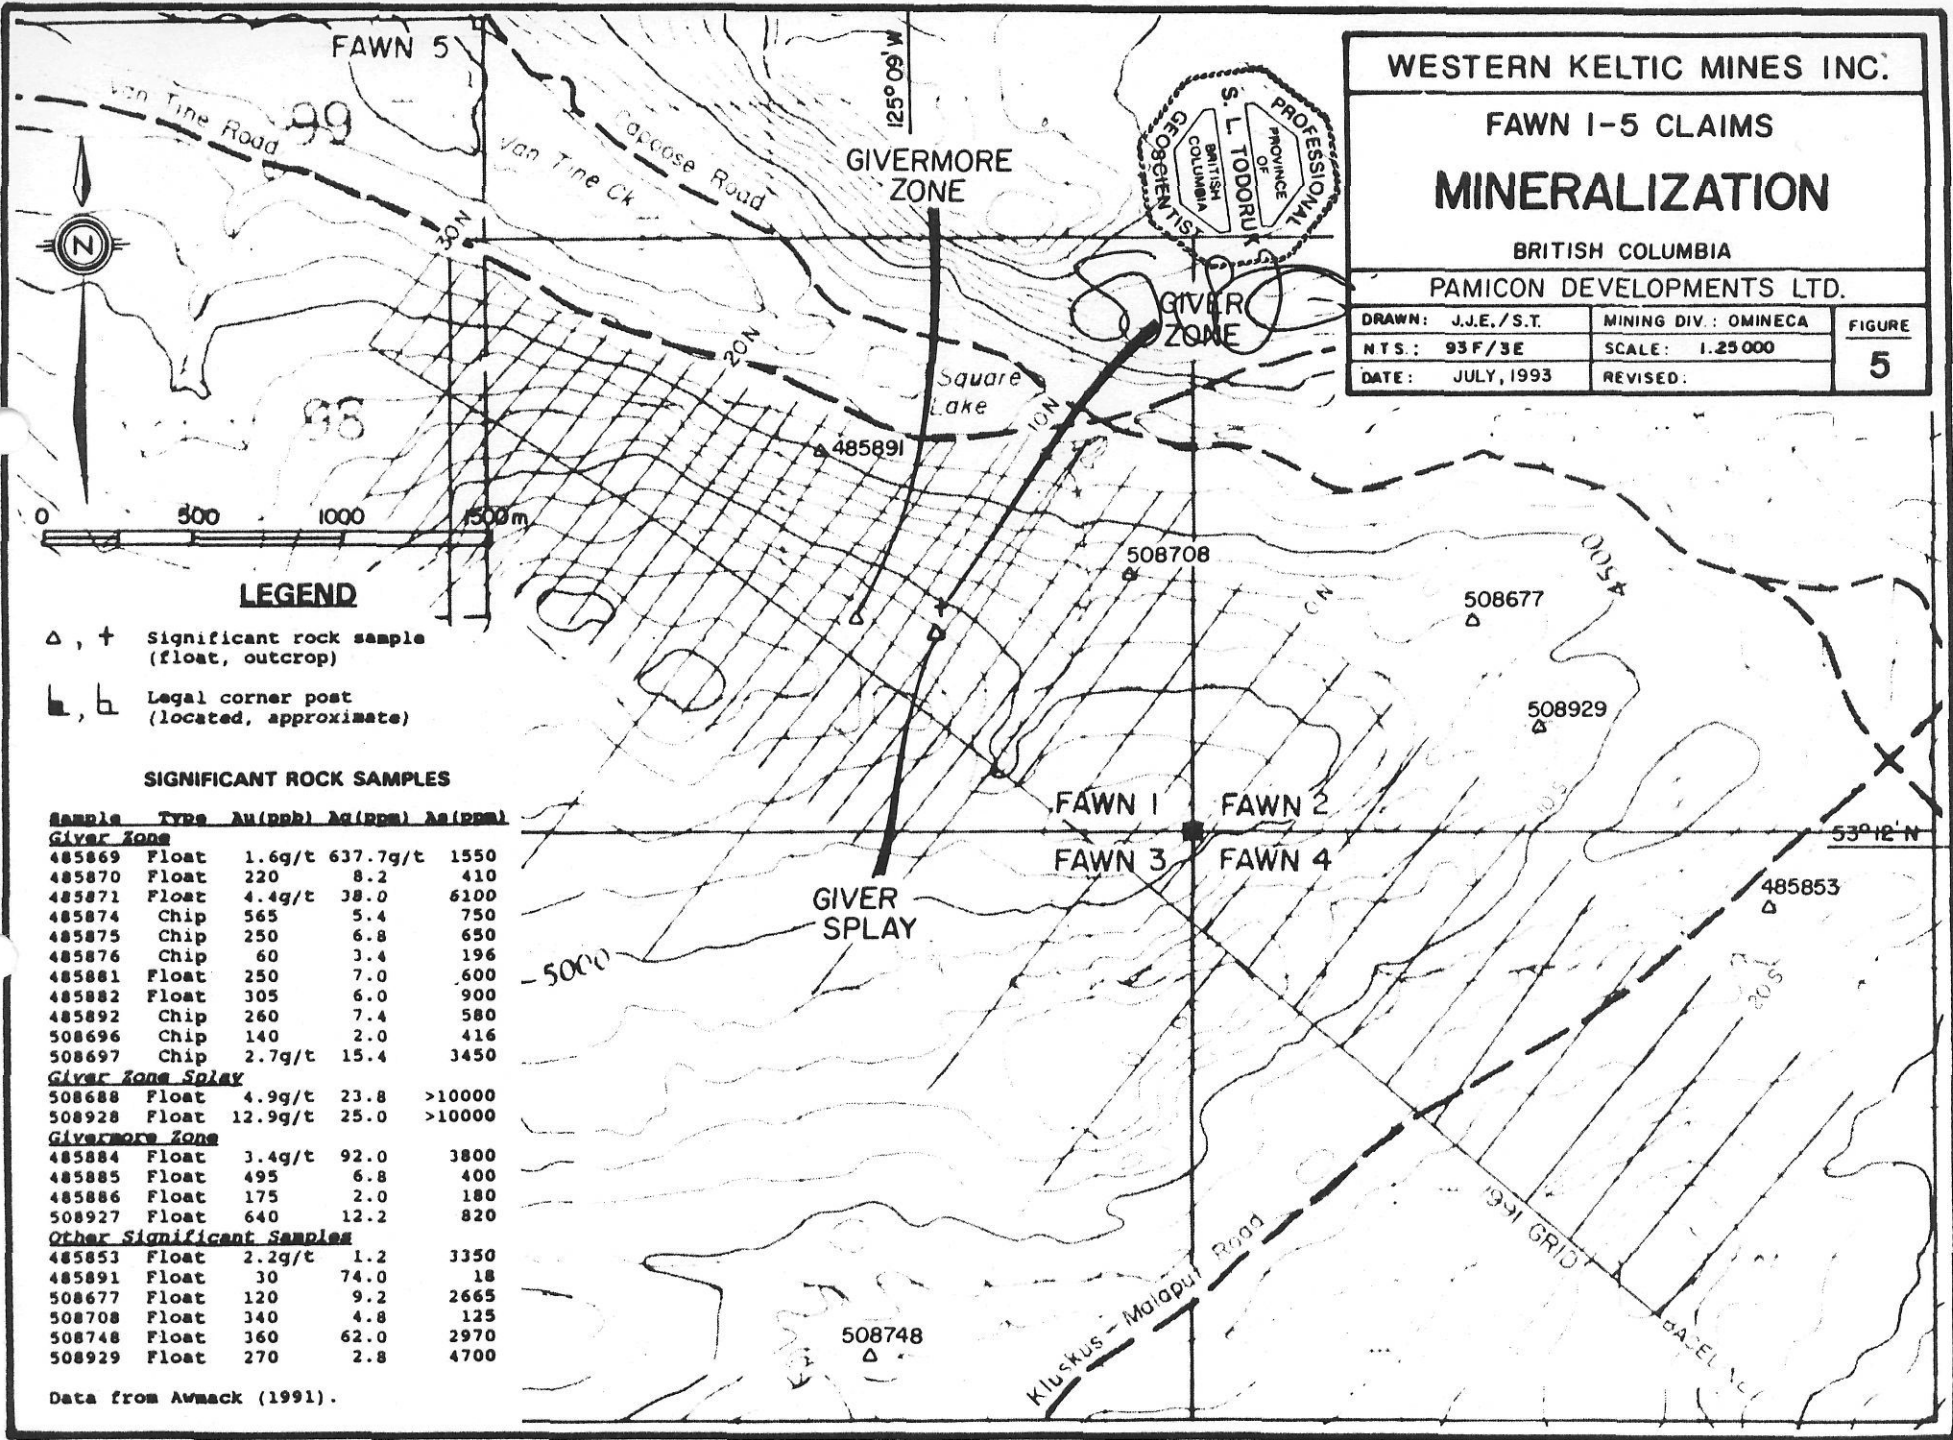 WESTERN KELTIC MINES INC.
FAWN 1-5 CLAIMS
MINERALIZATION
BRITISH COLUMBIA
PAMICON DEVELOPMENTS LTD.
DRAWN: J.J.E./S.T.
MINING DIV.: OMINECA
N.T.S.: 93F/3E
SCALE: 1:25000
DATE: JULY, 1993
REVISED:
FIGURE
5
PROFESSIONAL
PROVINCE
OF
S. L. TODORUK
BRITISH
COLUMBIA
GEOSCIENTIST
FAWN 5
Van Tine Road
99
Capoose Road
Van Tine Ck
125° 09' W
GIVERMORE
ZONE
GIVER
ZONE
30N
20N
Square
Lake
10N
98
485891
0 500 1000 1500m
508708
0N
4500
508677
508929
10S
FAWN 1
FAWN 2
53° 12' N
FAWN 3
FAWN 4
485853
GIVER
SPLAY
5000
20S
1991 GRID
Kluskus - Malaput Road
508748
LEGEND
△ , + Significant rock sample
(float, outcrop)
Legal corner post
(located, approximate)
SIGNIFICANT ROCK SAMPLES
Sample Type Au(ppb) Ag(ppm) As(ppm)
Giver Zone
485869 Float 1.6g/t 637.7g/t 1550
485870 Float 220 8.2 410
485871 Float 4.4g/t 38.0 6100
485874 Chip 565 5.4 750
485875 Chip 250 6.8 650
485876 Chip 60 3.4 196
485881 Float 250 7.0 600
485882 Float 305 6.0 900
485892 Chip 260 7.4 580
508696 Chip 140 2.0 416
508697 Chip 2.7g/t 15.4 3450
Giver Zone Splay
508688 Float 4.9g/t 23.8 >10000
508928 Float 12.9g/t 25.0 >10000
Givermore Zone
485884 Float 3.4g/t 92.0 3800
485885 Float 495 6.8 400
485886 Float 175 2.0 180
508927 Float 640 12.2 820
Other Significant Samples
485853 Float 2.2g/t 1.2 3350
485891 Float 30 74.0 18
508677 Float 120 9.2 2665
508708 Float 340 4.8 125
508748 Float 360 62.0 2970
508929 Float 270 2.8 4700
Data from Awmack (1991).
N